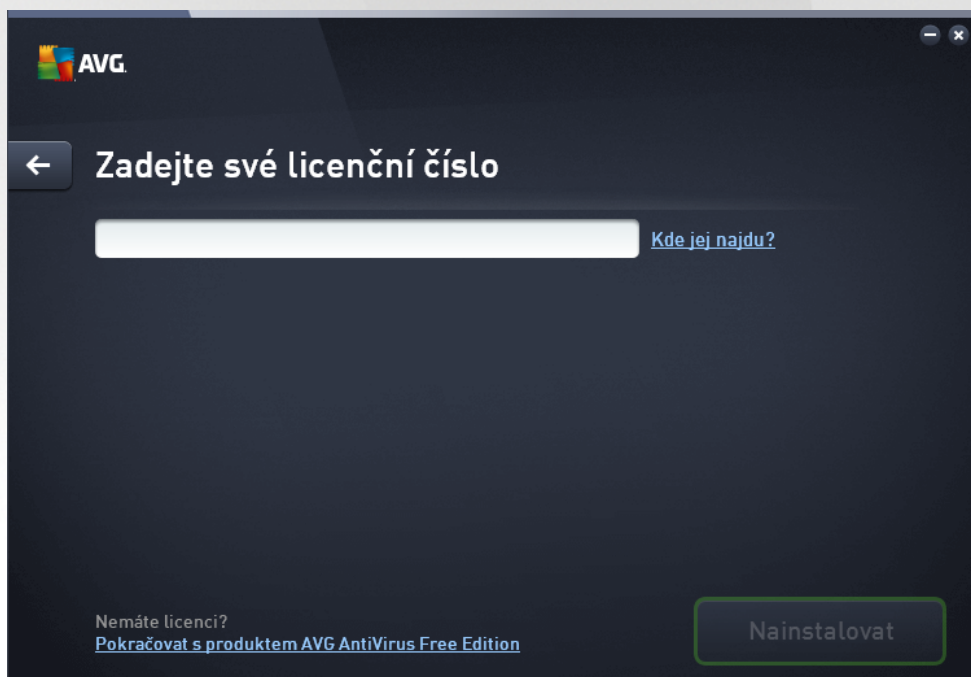 AVG.
Zadejte své licenční číslo
Kde jej najdu?
Nemáte licenci?
Pokračovat s produktem AVG AntiVirus Free Edition
Nainstalovat